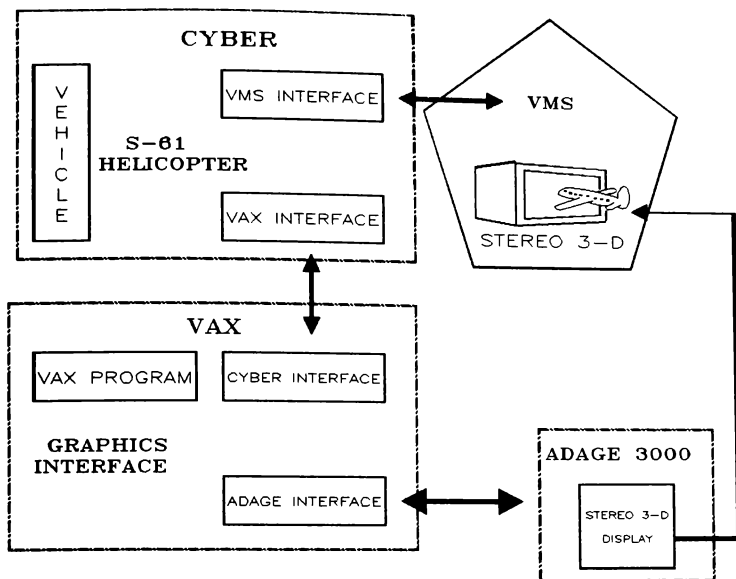 CYBER
VEHICLE
VMS INTERFACE
S-61
HELICOPTER
VAX INTERFACE
VMS
STEREO 3-D
VAX
VAX PROGRAM
CYBER INTERFACE
GRAPHICS
INTERFACE
ADAGE INTERFACE
ADAGE 3000
STEREO 3-D
DISPLAY